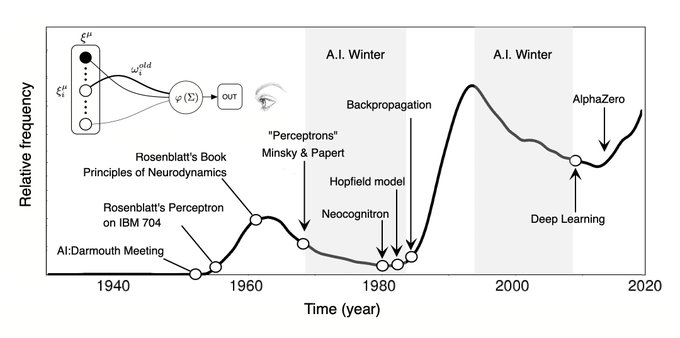 ξ^μ
ω_i^old
ξ_i^μ
φ(Σ)
OUT
A.I. Winter
A.I. Winter
Relative frequency
Backpropagation
AlphaZero
"Perceptrons"
Minsky & Papert
Rosenblatt's Book
Principles of Neurodynamics
Hopfield model
Rosenblatt's Perceptron
on IBM 704
Neocognitron
Deep Learning
AI:Darmouth Meeting
1940
1960
1980
2000
2020
Time (year)